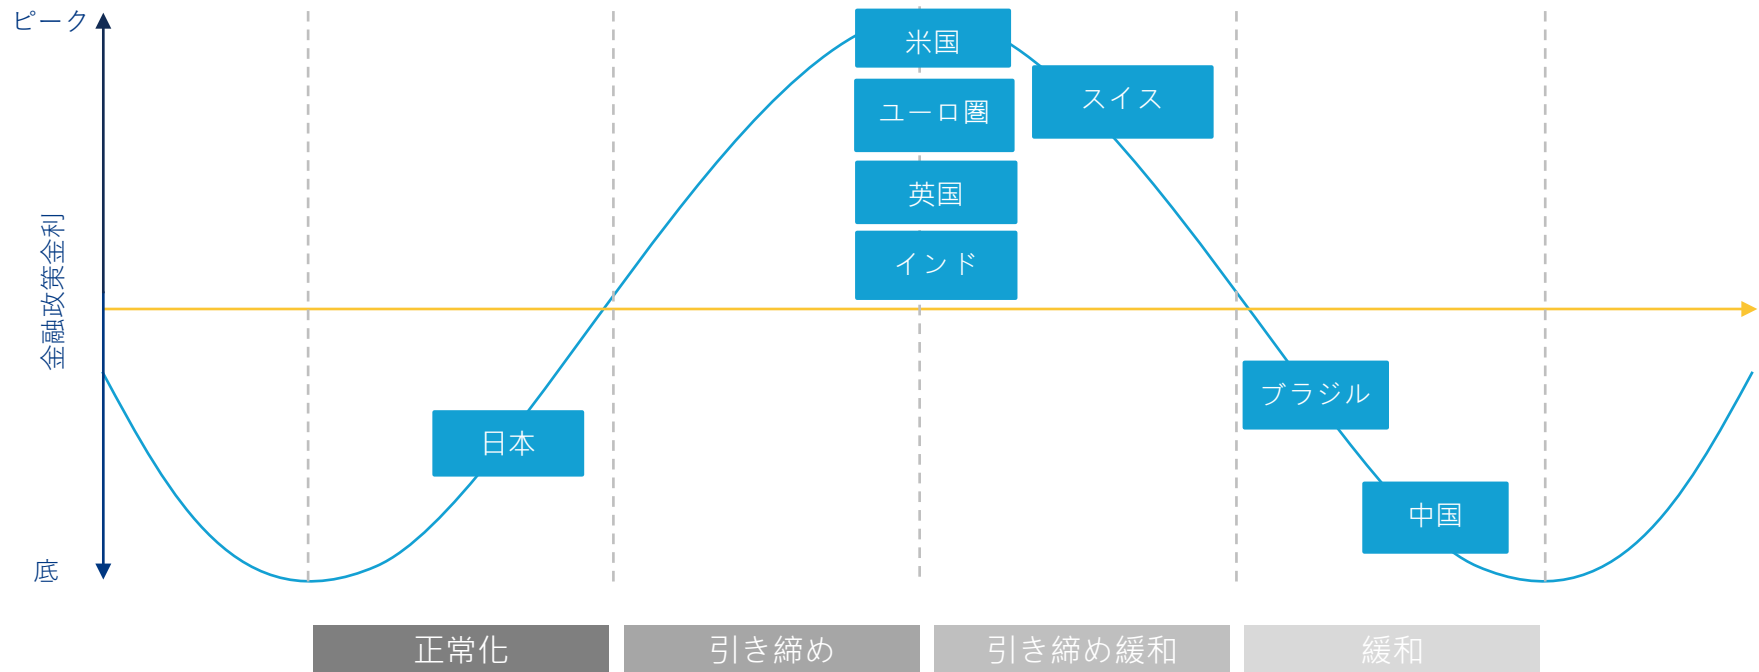 ピーク
米国
スイス
ユーロ圏
英国
インド
金融政策金利
ブラジル
日本
中国
底
正常化
引き締め
引き締め緩和
緩和